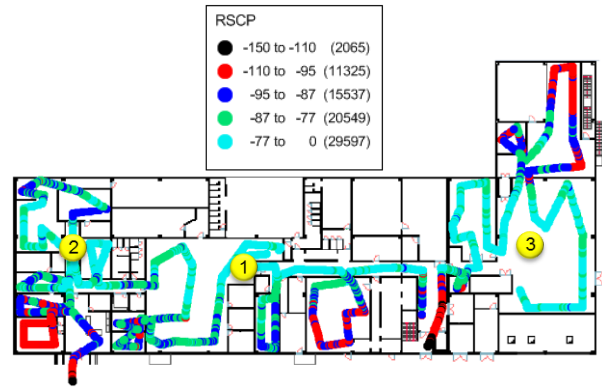 RSCP
-150 to -110 (2065)
-110 to -95 (11325)
-95 to -87 (15537)
-87 to -77 (20549)
-77 to 0 (29597)
3
1
2